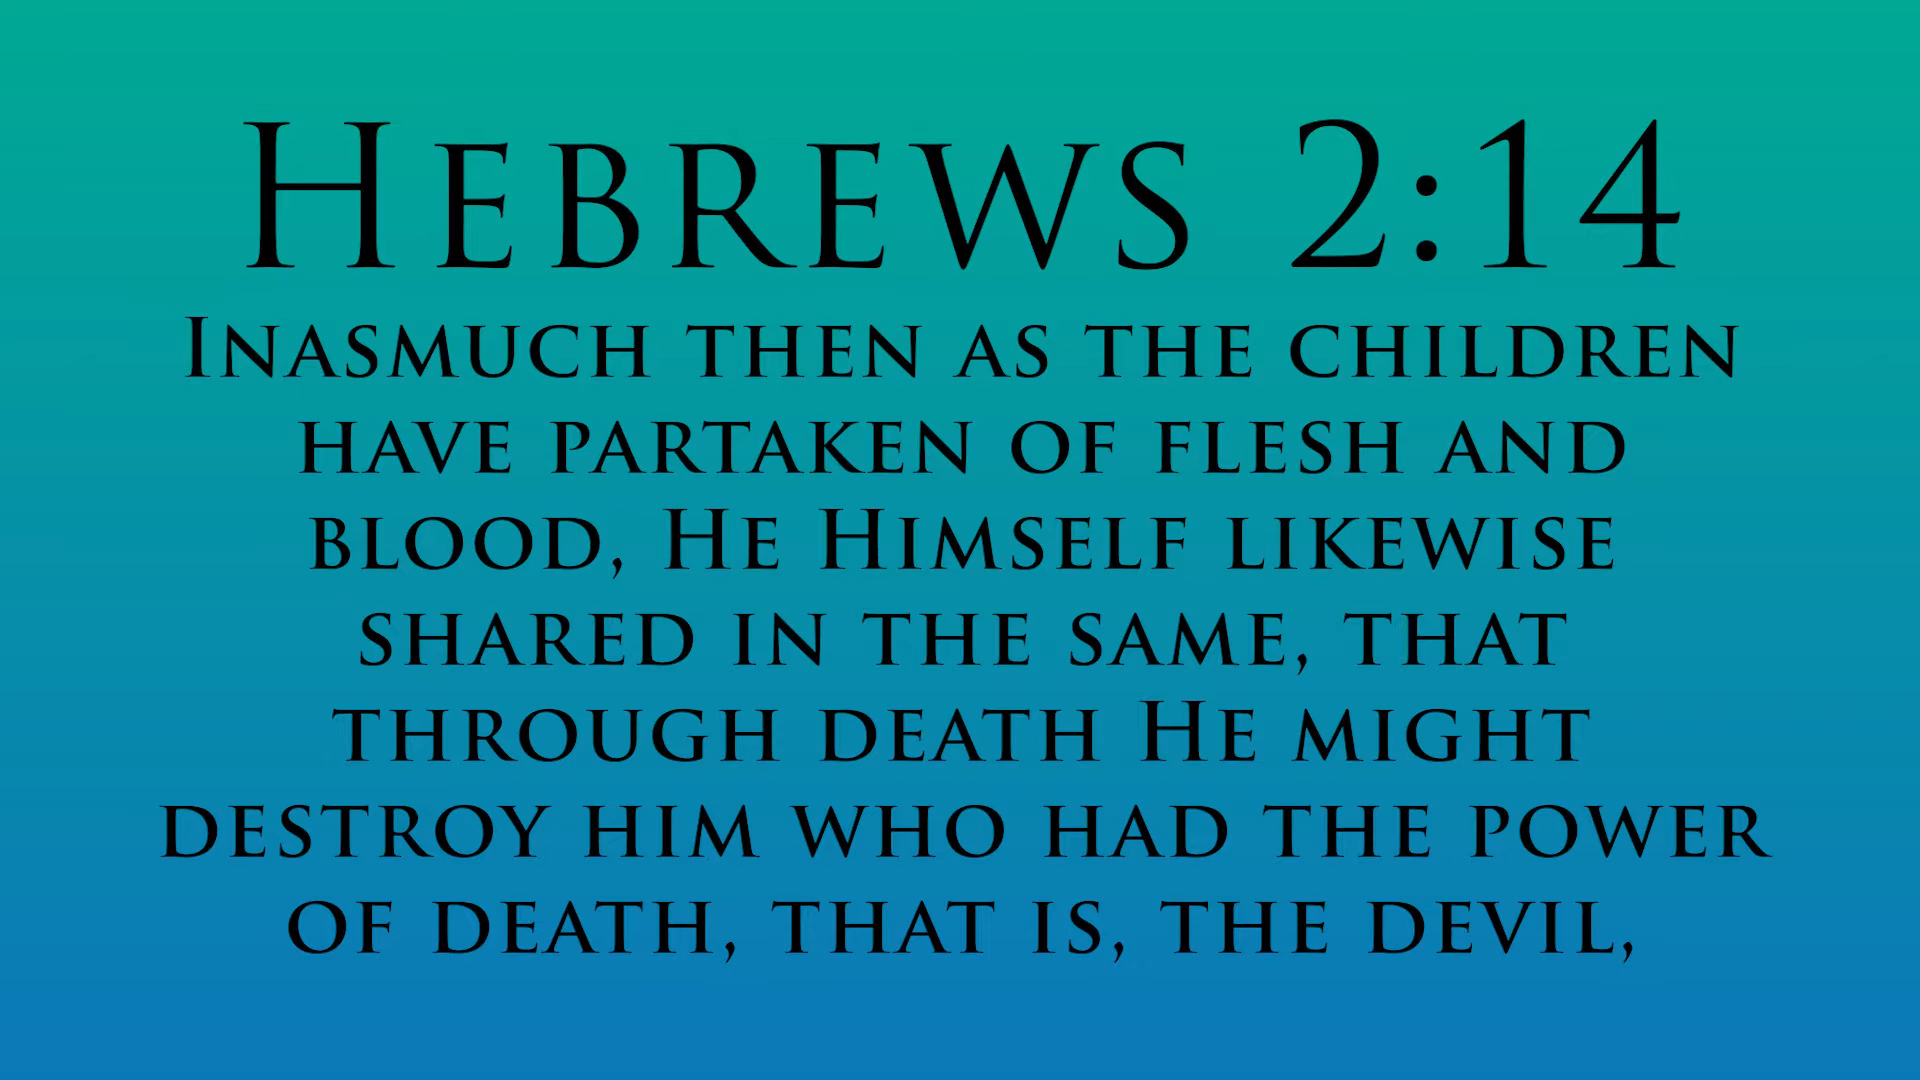 Hebrews 2:14
Inasmuch then as the children
have partaken of flesh and
blood, He Himself likewise
shared in the same, that
through death He might
destroy him who had the power
of death, that is, the devil,